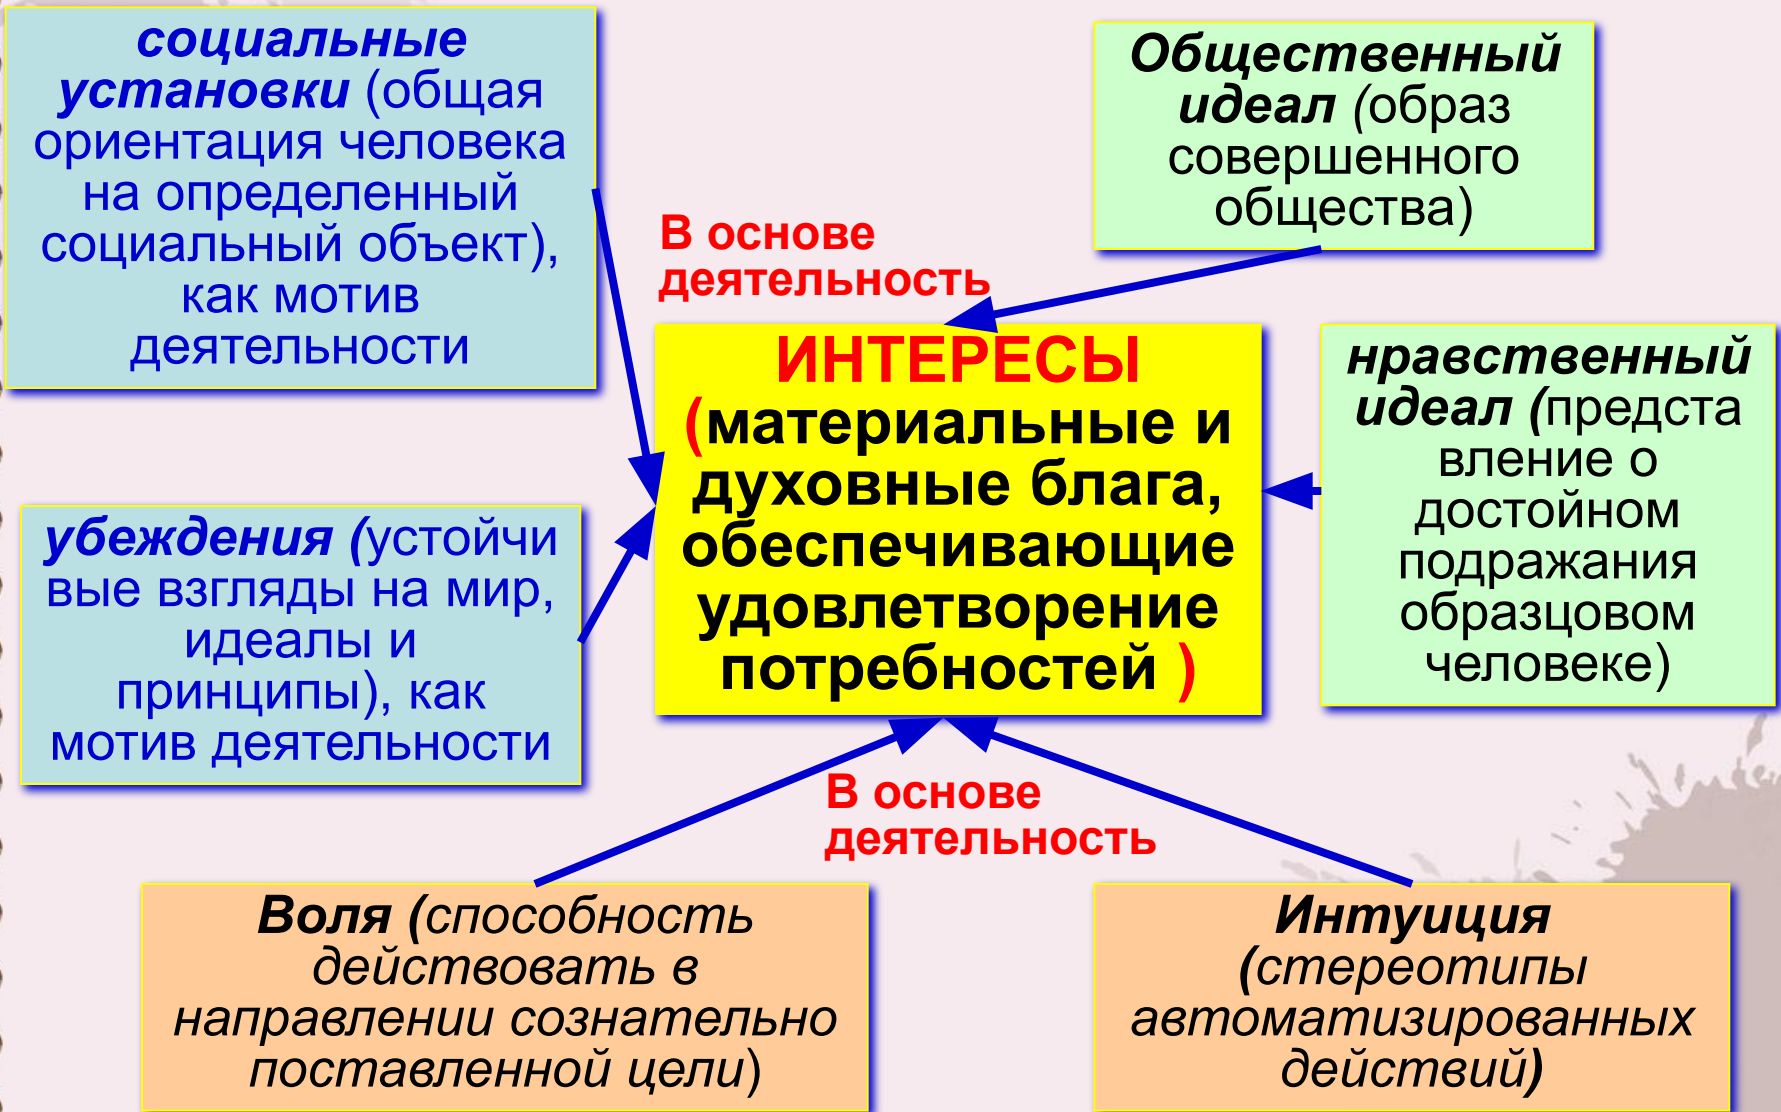 социальные
установки (общая
ориентация человека
на определенный
социальный объект),
как мотив
деятельности
Общественный
идеал (образ
совершенного
общества)
В основе
деятельность
ИНТЕРЕСЫ
(материальные и
духовные блага,
обеспечивающие
удовлетворение
потребностей )
нравственный
идеал (предста
вление о
достойном
подражания
образцовом
человеке)
убеждения (устойчи
вые взгляды на мир,
идеалы и
принципы), как
мотив деятельности
В основе
деятельность
Воля (способность
действовать в
направлении сознательно
поставленной цели)
Интуиция
(стереотипы
автоматизированных
действий)